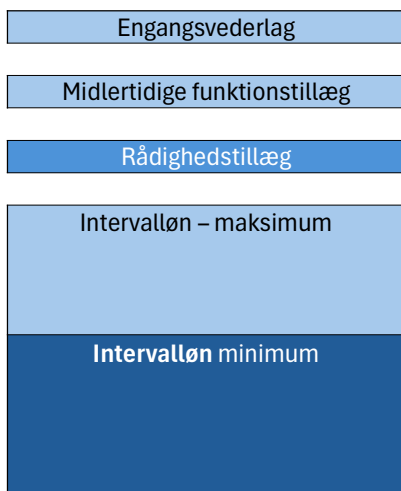 Engangsvederlag
Midlertidige funktionstillæg
Rådighedstillæg
Intervalløn – maksimum
Intervalløn minimum